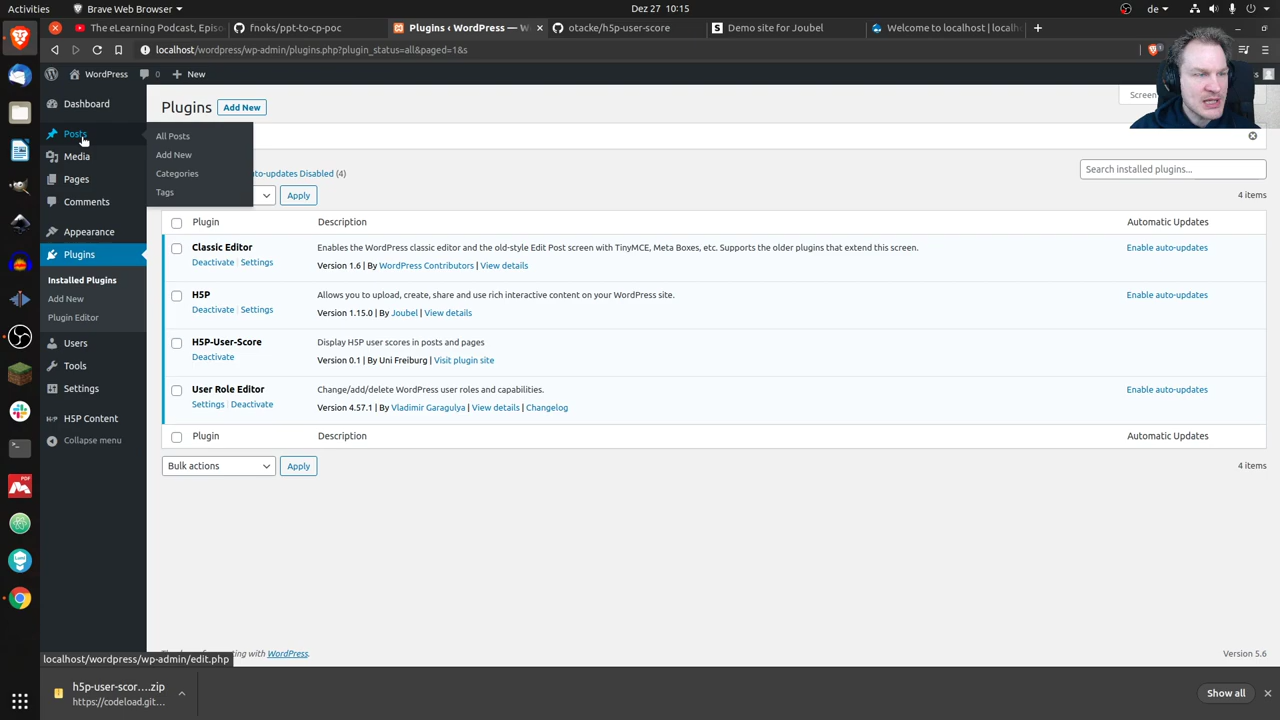 Activities
Brave Web Browser
Dez 27 10:15
de
The eLearning Podcast, Episo
fnoks/ppt-to-cp-poc
Plugins ‹ WordPress — W
otacke/h5p-user-score
Demo site for Joubel
Welcome to localhost | localh
localhost/wordpress/wp-admin/plugins.php?plugin_status=all&paged=1&s
WordPress
0
New
Dashboard
Posts
Media
Pages
Comments
Appearance
Plugins
Installed Plugins
Add New
Plugin Editor
Users
Tools
Settings
H5P Content
Collapse menu
All Posts
Add New
Categories
Tags
Plugins
Add New
Screen
uto-updates Disabled (4)
Search installed plugins...
Apply
4 items
Plugin
Description
Automatic Updates
Classic Editor
Deactivate | Settings
Enables the WordPress classic editor and the old-style Edit Post screen with TinyMCE, Meta Boxes, etc. Supports the older plugins that extend this screen.
Version 1.6 | By WordPress Contributors | View details
Enable auto-updates
H5P
Deactivate | Settings
Allows you to upload, create, share and use rich interactive content on your WordPress site.
Version 1.15.0 | By Joubel | View details
Enable auto-updates
H5P-User-Score
Deactivate
Display H5P user scores in posts and pages
Version 0.1 | By Uni Freiburg | Visit plugin site
User Role Editor
Settings | Deactivate
Change/add/delete WordPress user roles and capabilities.
Version 4.57.1 | By Vladimir Garagulya | View details | Changelog
Enable auto-updates
Plugin
Description
Automatic Updates
Bulk actions
Apply
4 items
with WordPress.
Version 5.6
localhost/wordpress/wp-admin/edit.php
h5p-user-scor....zip
https://codeload.git...
Show all